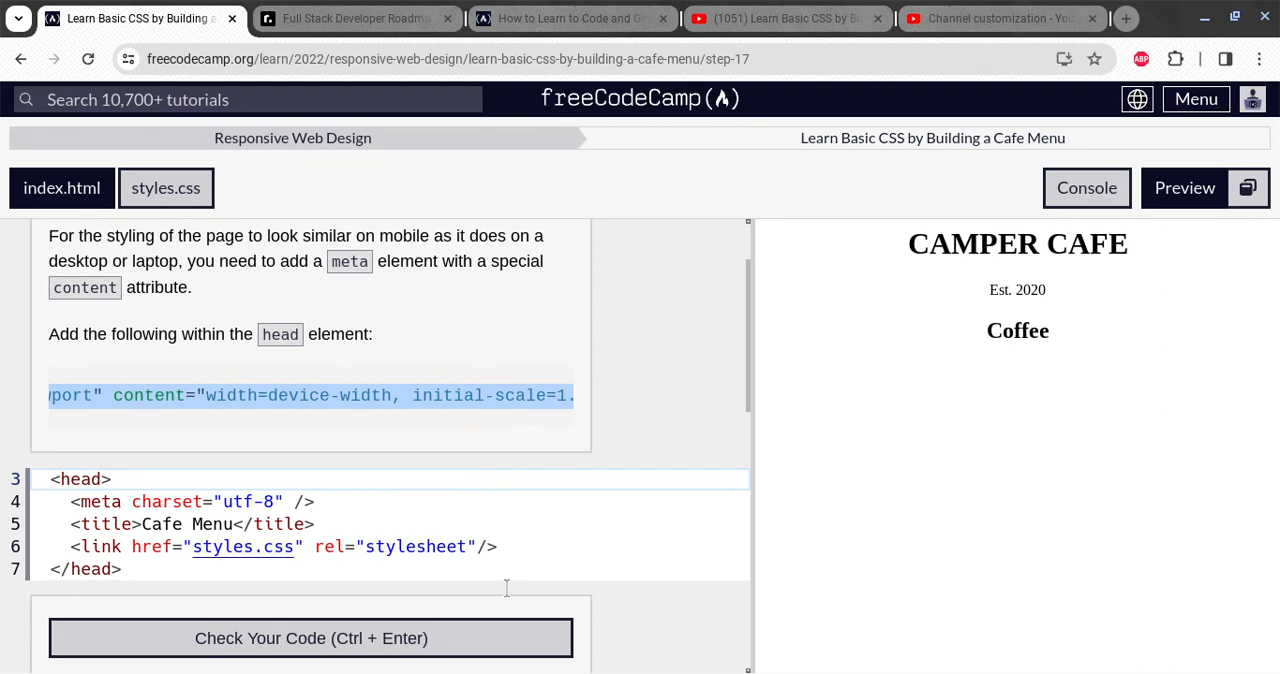 Learn Basic CSS by Building a
Full Stack Developer Roadma
How to Learn to Code and Ge
(1051) Learn Basic CSS by B
Channel customization - You
freecodecamp.org/learn/2022/responsive-web-design/learn-basic-css-by-building-a-cafe-menu/step-17
ABP
Search 10,700+ tutorials
freeCodeCamp
Menu
Responsive Web Design
Learn Basic CSS by Building a Cafe Menu
index.html
styles.css
Console
Preview
For the styling of the page to look similar on mobile as it does on a
desktop or laptop, you need to add a meta element with a special
content attribute.
Add the following within the head element:
wport" content="width=device-width, initial-scale=1.
3 <head>
4 <meta charset="utf-8" />
5 <title>Cafe Menu</title>
6 <link href="styles.css" rel="stylesheet"/>
7 </head>
Check Your Code (Ctrl + Enter)
CAMPER CAFE
Est. 2020
Coffee